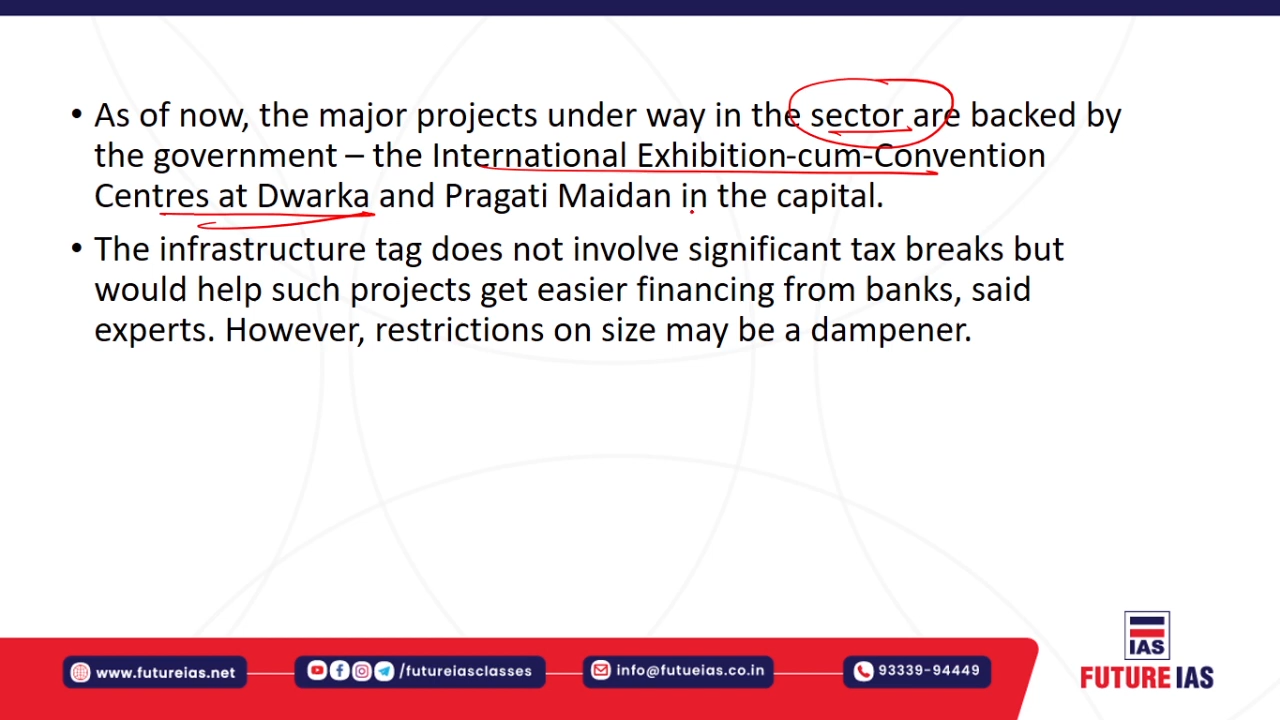 • As of now, the major projects under way in the sector are backed by
the government – the International Exhibition-cum-Convention
Centres at Dwarka and Pragati Maidan in the capital.
• The infrastructure tag does not involve significant tax breaks but
would help such projects get easier financing from banks, said
experts. However, restrictions on size may be a dampener.
IAS
FUTURE IAS
www.futureias.net
/futureiasclasses
info@futueias.co.in
93339-94449